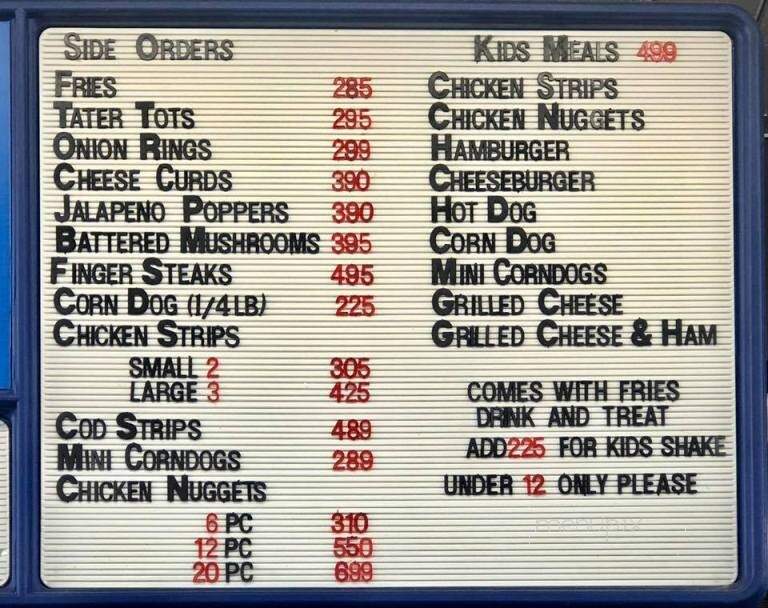 SIDE ORDERS
FRIES 285
TATER TOTS 295
ONION RINGS 299
CHEESE CURDS 390
JALAPENO POPPERS 390
BATTERED MUSHROOMS 395
FINGER STEAKS 495
CORN DOG (1/4 LB) 225
CHICKEN STRIPS
SMALL 2 305
LARGE 3 425
COD STRIPS 489
MINI CORNDOGS 289
CHICKEN NUGGETS
6 PC 310
12 PC 550
20 PC 699
KIDS MEALS 499
CHICKEN STRIPS
CHICKEN NUGGETS
HAMBURGER
CHEESEBURGER
HOT DOG
CORN DOG
MINI CORNDOGS
GRILLED CHEESE
GRILLED CHEESE & HAM
COMES WITH FRIES
DRINK AND TREAT
ADD 225 FOR KIDS SHAKE
UNDER 12 ONLY PLEASE